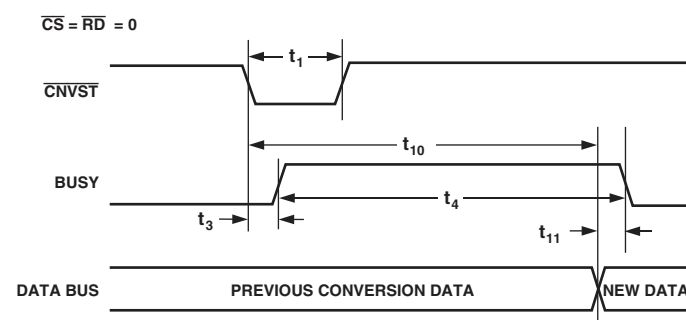 CS = RD = 0
t1
CNVST
t10
BUSY
t4
t3
t11
DATA BUS PREVIOUS CONVERSION DATA NEW DATA